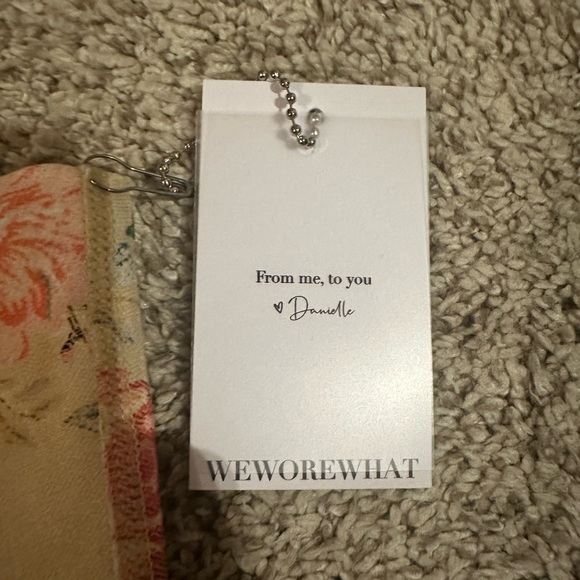 From me, to you
♡ Danielle
WEWOREWHAT